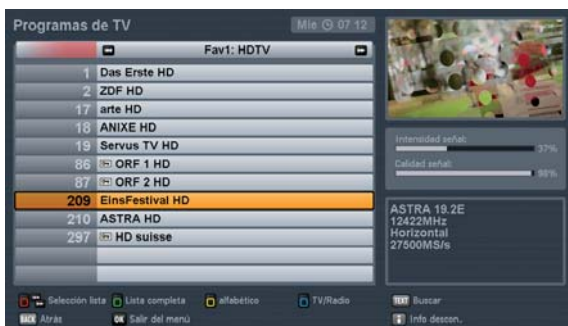 Programas de TV
Mie 07 12
Fav1: HDTV
1 Das Erste HD
2 ZDF HD
17 arte HD
18 ANIXE HD
19 Servus TV HD
86 ORF 1 HD
87 ORF 2 HD
209 EinsFestival HD
210 ASTRA HD
297 HD suisse
Intensidad señal:
37%
Calidad señal:
98%
ASTRA 19.2E
12422MHz
Horizontal
27500MS/s
Selección lista Lista completa alfabético TV/Radio TEXT Buscar
BACK Atrás OK Salir del menú i Info descon.